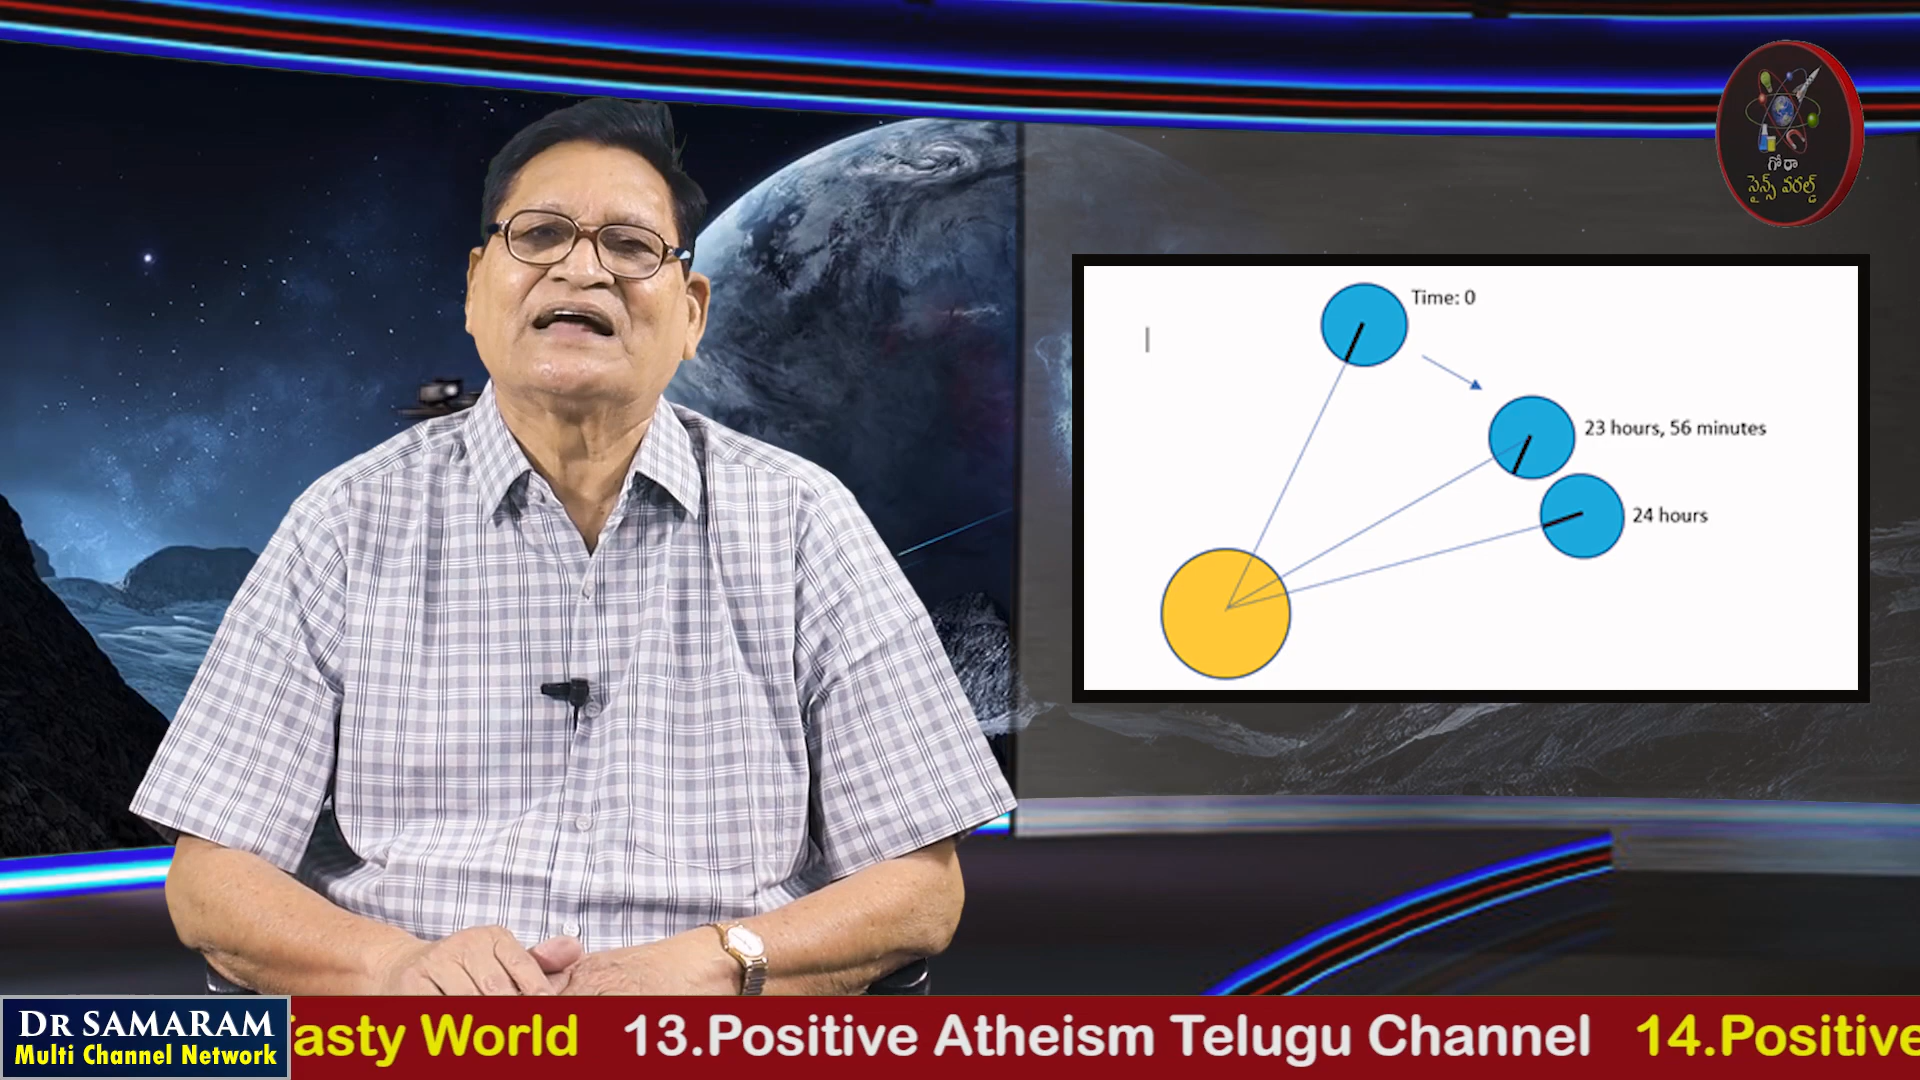 గోరా
సైన్స్ వరల్డ్
Time: 0
23 hours, 56 minutes
24 hours
DR SAMARAM
Multi Channel Network
Tasty World 13.Positive Atheism Telugu Channel 14.Positive